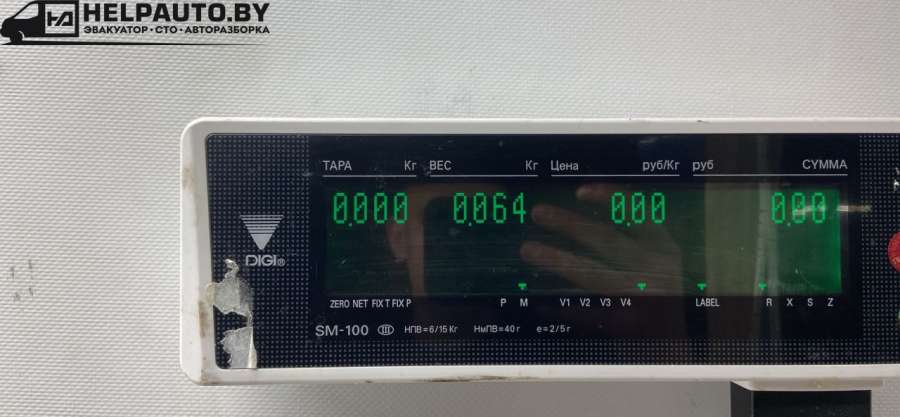 HELPAUTO.BY
ЭВАКУАТОР · СТО · АВТОРАЗБОРКА
ТАРА Кг ВЕС Кг Цена руб/Кг руб СУММА
0.000 0.064 0.00 0.00
DIGI®
ZERO NET FIX T FIX P P M V1 V2 V3 V4 LABEL R X S Z
SM-100 III НПВ=6/15 Кг НмПВ=40 г e=2/5 г